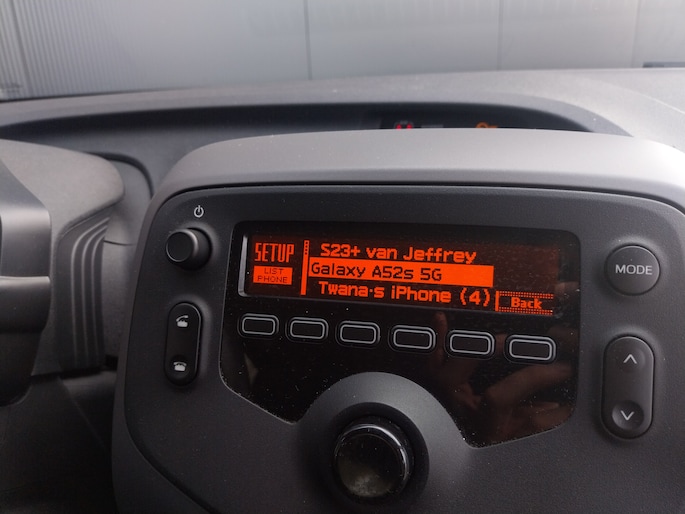 SETUP
LIST
PHONE
S23+ van Jeffrey
Galaxy A52s 5G
Twana·s iPhone (4)
Back
MODE